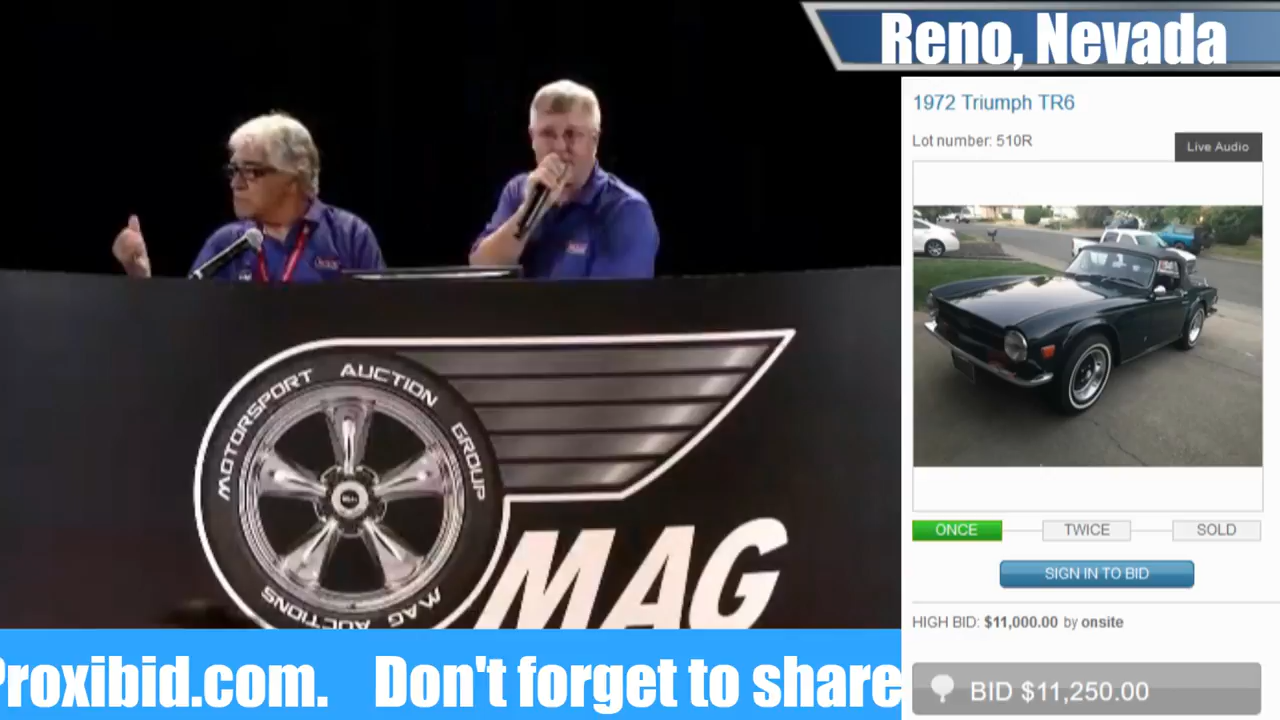 Reno, Nevada
1972 Triumph TR6
Lot number: 510R
Live Audio
MOTORSPORT AUCTION GROUP
MAG AUCTIONS
MAG
ONCE
TWICE
SOLD
SIGN IN TO BID
HIGH BID: $11,000.00 by onsite
BID $11,250.00
Proxibid.com. Don't forget to share